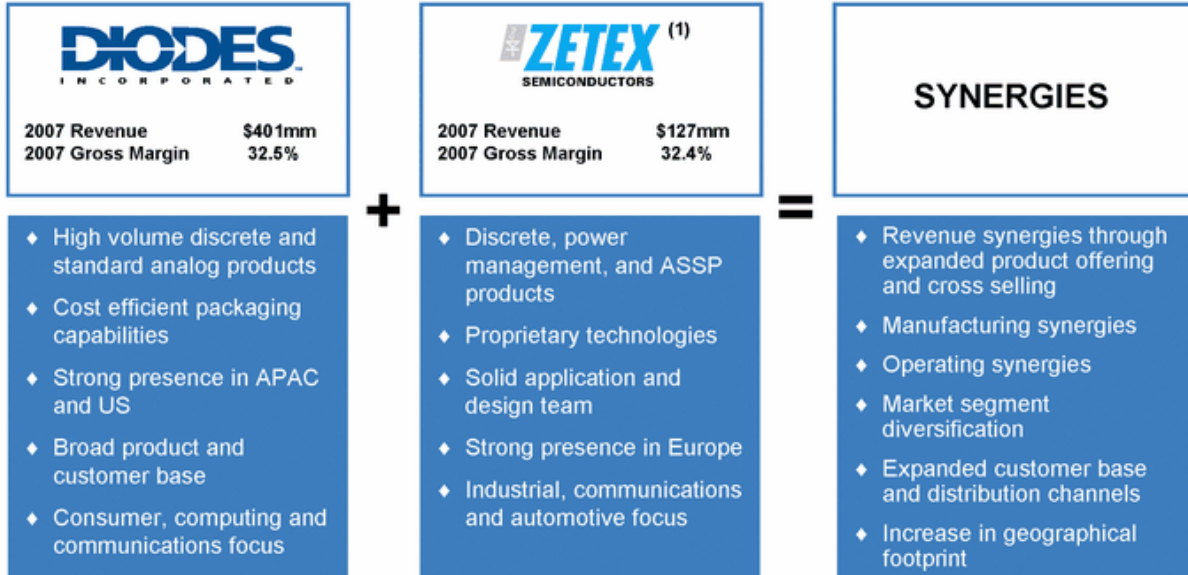 DIODES
INCORPORATED
2007 Revenue $401mm
2007 Gross Margin 32.5%
♦ High volume discrete and
standard analog products
♦ Cost efficient packaging
capabilities
♦ Strong presence in APAC
and US
♦ Broad product and
customer base
♦ Consumer, computing and
communications focus
+
ZETEX (1)
SEMICONDUCTORS
2007 Revenue $127mm
2007 Gross Margin 32.4%
♦ Discrete, power
management, and ASSP
products
♦ Proprietary technologies
♦ Solid application and
design team
♦ Strong presence in Europe
♦ Industrial, communications
and automotive focus
=
SYNERGIES
♦ Revenue synergies through
expanded product offering
and cross selling
♦ Manufacturing synergies
♦ Operating synergies
♦ Market segment
diversification
♦ Expanded customer base
and distribution channels
♦ Increase in geographical
footprint